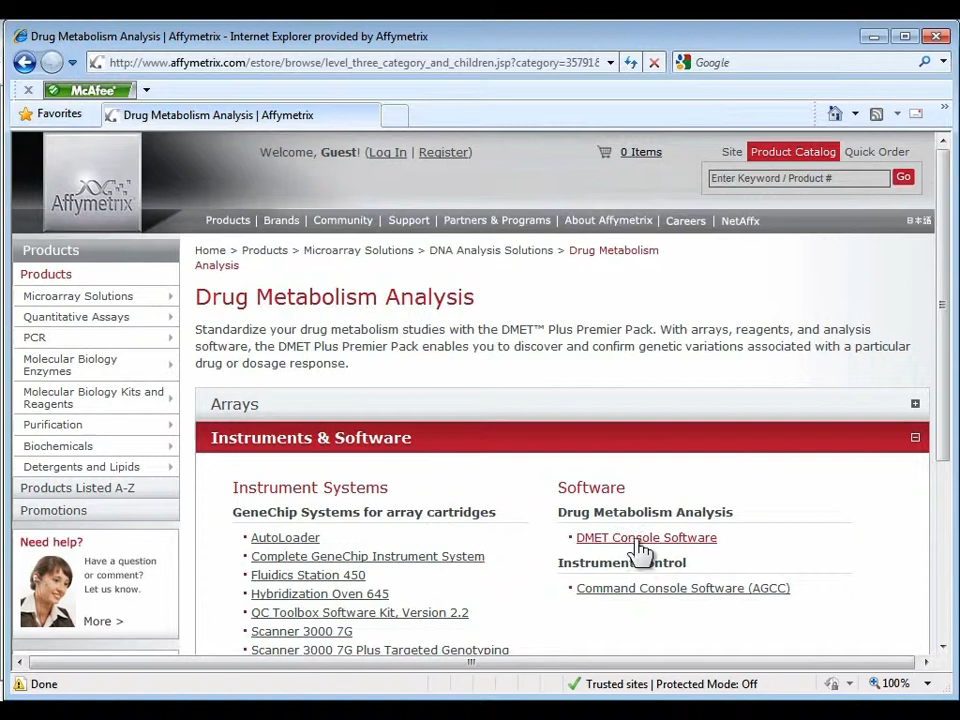 Drug Metabolism Analysis | Affymetrix - Internet Explorer provided by Affymetrix
http://www.affymetrix.com/estore/browse/level_three_category_and_children.jsp?category=357918
Google
McAfee
Favorites
Drug Metabolism Analysis | Affymetrix
Affymetrix
Welcome, Guest! (Log In | Register)
0 Items
Site Product Catalog Quick Order
Enter Keyword / Product #
Go
Products | Brands | Community | Support | Partners & Programs | About Affymetrix | Careers | NetAffx
日本語
Products
Products
Microarray Solutions
Quantitative Assays
PCR
Molecular Biology
Enzymes
Molecular Biology Kits and
Reagents
Purification
Biochemicals
Detergents and Lipids
Products Listed A-Z
Promotions
Need help?
Have a question
or comment?
Let us know.
More >
Home > Products > Microarray Solutions > DNA Analysis Solutions > Drug Metabolism
Analysis
Drug Metabolism Analysis
Standardize your drug metabolism studies with the DMET™ Plus Premier Pack. With arrays, reagents, and analysis
software, the DMET Plus Premier Pack enables you to discover and confirm genetic variations associated with a particular
drug or dosage response.
Arrays
Instruments & Software
Instrument Systems
GeneChip Systems for array cartridges
AutoLoader
Complete GeneChip Instrument System
Fluidics Station 450
Hybridization Oven 645
QC Toolbox Software Kit, Version 2.2
Scanner 3000 7G
Scanner 3000 7G Plus Targeted Genotyping
Software
Drug Metabolism Analysis
DMET Console Software
Instrument Control
Command Console Software (AGCC)
Done
Trusted sites | Protected Mode: Off
100%